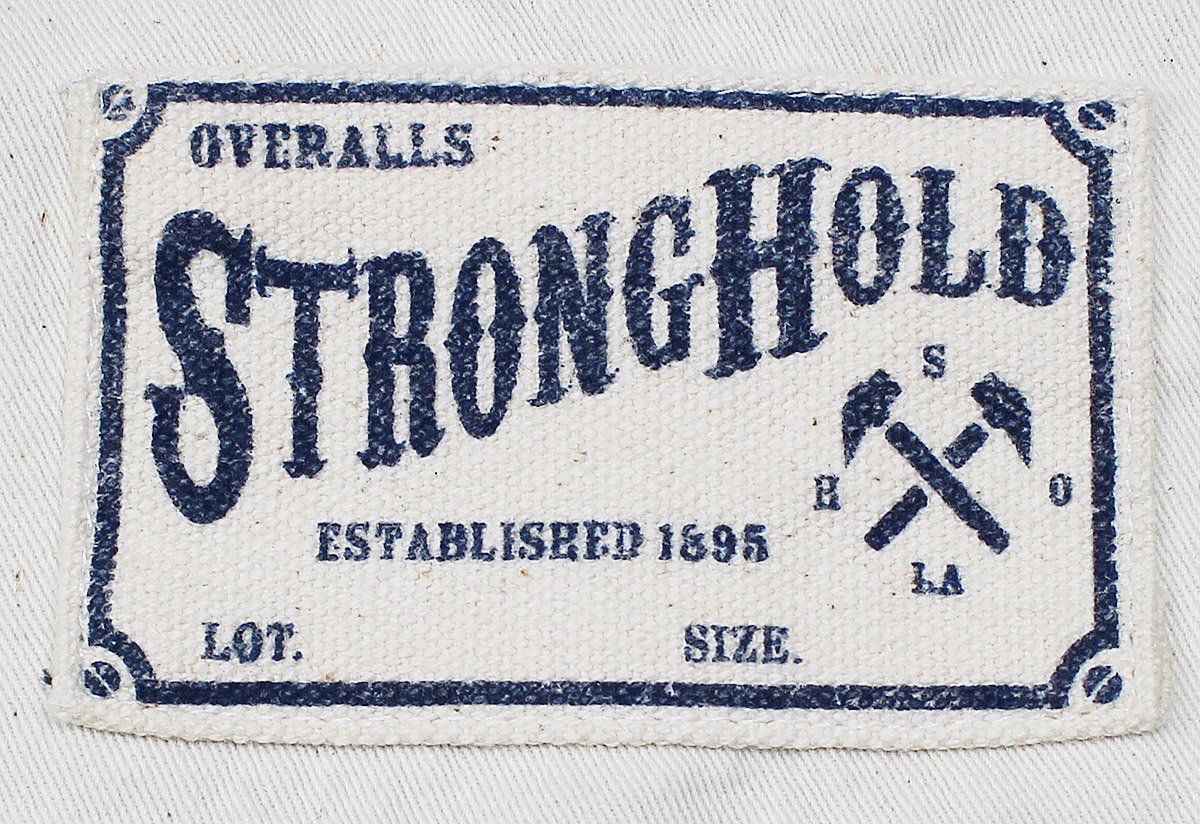 OVERALLS
STRONGHOLD
ESTABLISHED 1895
S
H O
LA
LOT. SIZE.